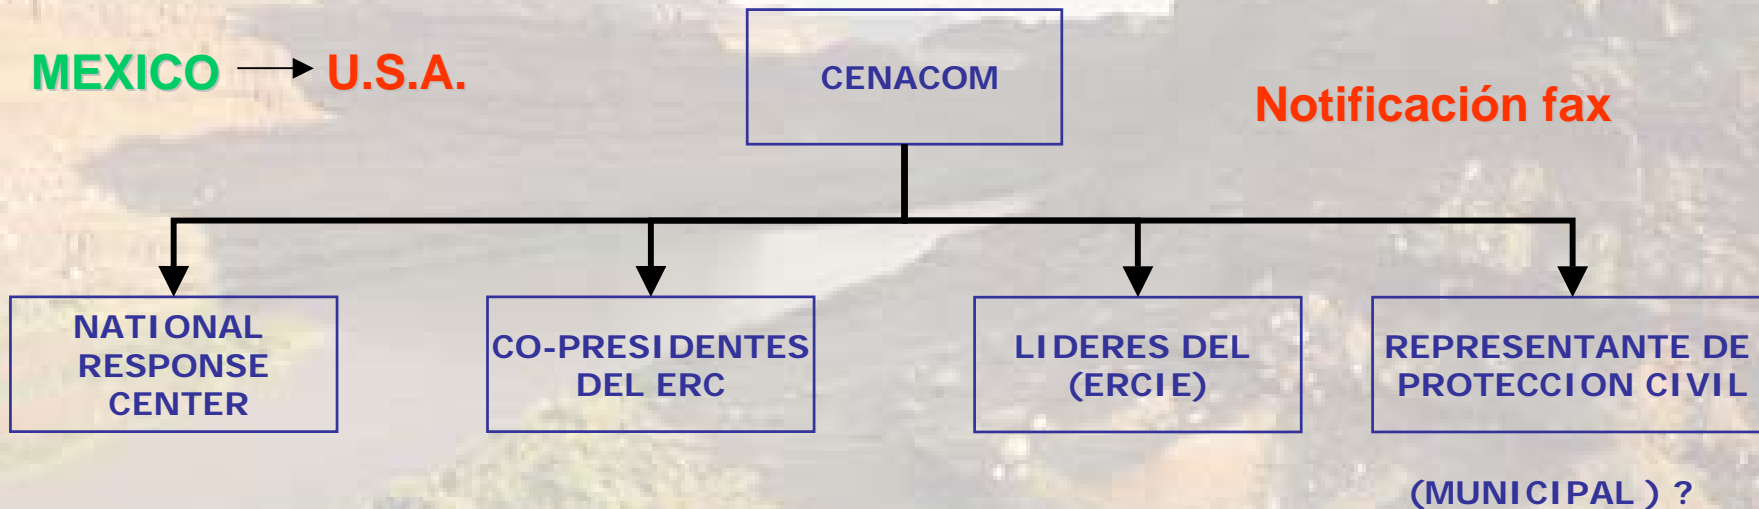 MEXICO → U.S.A.
CENACOM
Notificación fax
NATIONAL
RESPONSE
CENTER
CO-PRESIDENTES
DEL ERC
LIDERES DEL
(ERCIE)
REPRESENTANTE DE
PROTECCION CIVIL
(MUNICIPAL ) ?